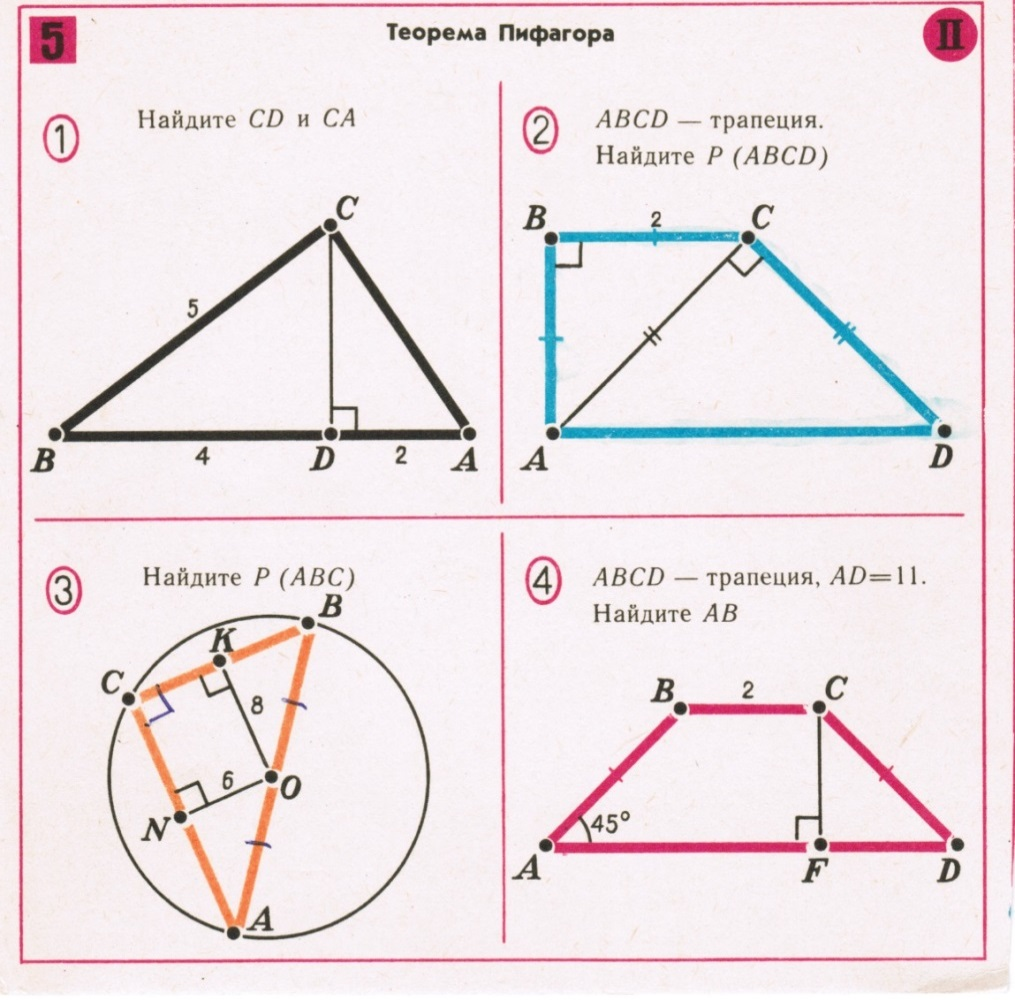 5
Теорема Пифагора
II
1
Найдите CD и CA
C
5
B
4
D
2
A
2
ABCD — трапеция.
Найдите P (ABCD)
B
2
C
A
D
3
Найдите P (ABC)
B
K
C
8
6
O
N
A
4
ABCD — трапеция, AD=11.
Найдите AB
B
2
C
45°
A
F
D